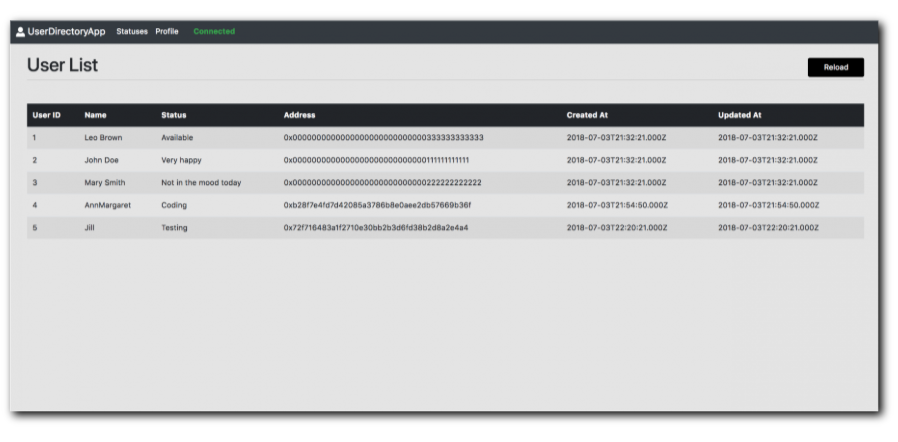 UserDirectoryApp Statuses Profile Connected
User List
Reload
User ID Name Status Address Created At Updated At
1 Leo Brown Available 2018-07-03T21:32:21.000Z 2018-07-03T21:32:21.000Z
2 John Doe Very happy 2018-07-03T21:32:21.000Z 2018-07-03T21:32:21.000Z
3 Mary Smith Not in the mood today 2018-07-03T21:32:21.000Z 2018-07-03T21:32:21.000Z
4 AnnMargaret Coding 0xb28f7e4fd7d42085a3786b8e0aee2db57669b36f 2018-07-03T21:54:50.000Z 2018-07-03T21:54:50.000Z
5 Jill Testing 0x72f716483a1f2710e30bb2b3d6fd38b2d8a2e4a4 2018-07-03T22:20:21.000Z 2018-07-03T22:20:21.000Z